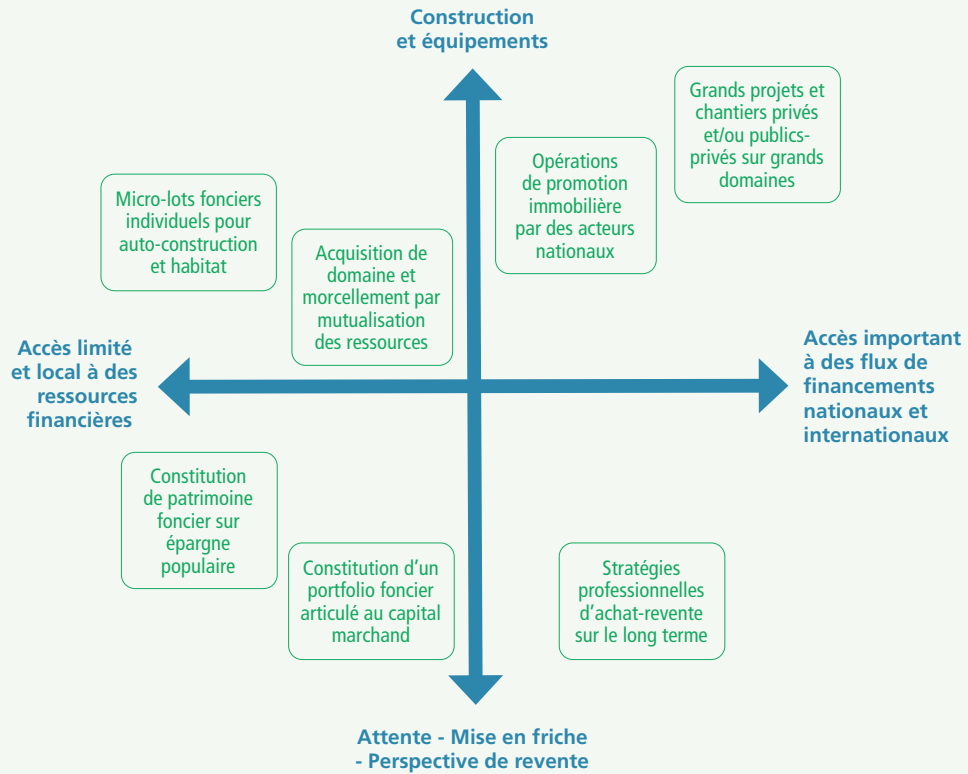 Construction
et équipements
Grands projets et
chantiers privés
et/ou publics-
privés sur grands
domaines
Opérations
de promotion
immobilière
par des acteurs
nationaux
Micro-lots fonciers
individuels pour
auto-construction
et habitat
Acquisition de
domaine et
morcellement par
mutualisation
des ressources
Accès limité
et local à des
ressources
financières
Accès important
à des flux de
financements
nationaux et
internationaux
Constitution
de patrimoine
foncier sur
épargne
populaire
Constitution d'un
portfolio foncier
articulé au capital
marchand
Stratégies
professionnelles
d'achat-revente
sur le long terme
Attente - Mise en friche
- Perspective de revente